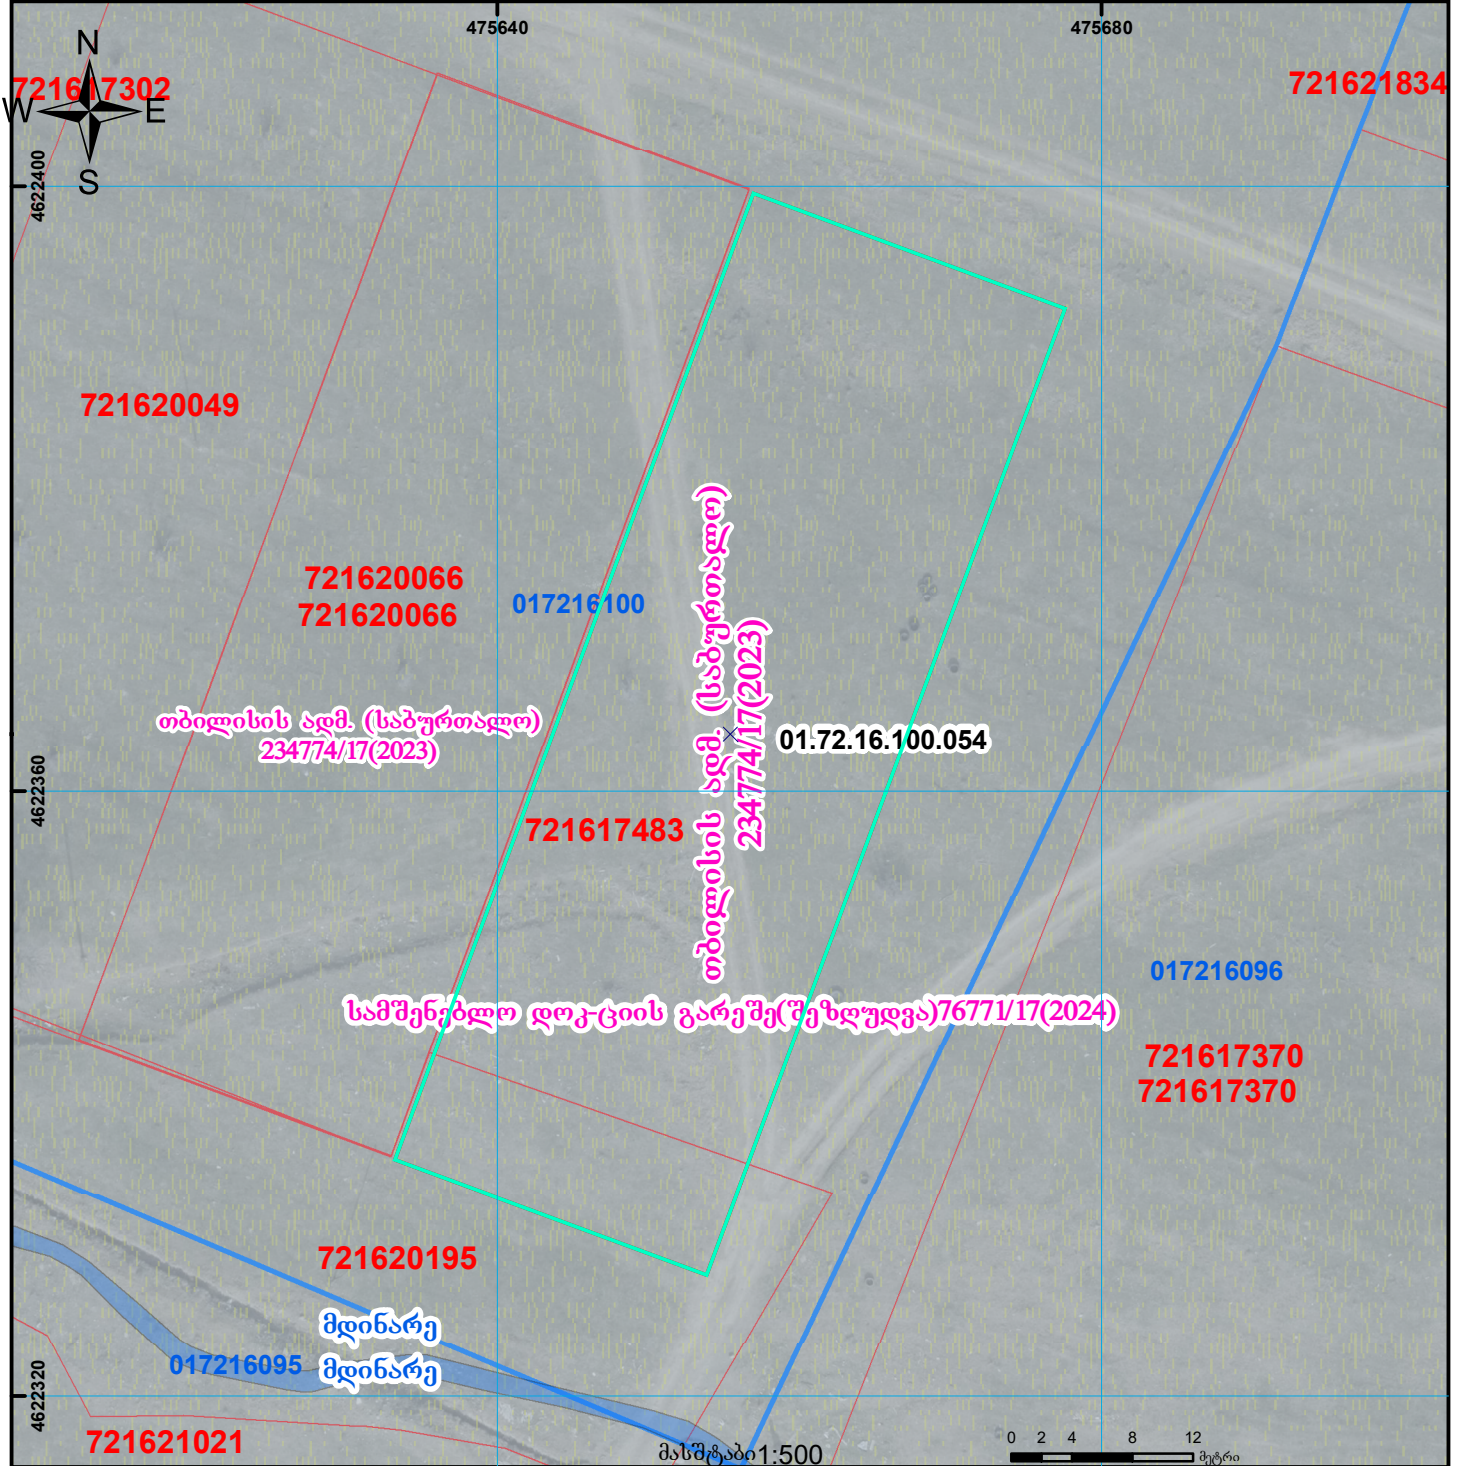 475640
475680
N
721617302
W
E
S
721621834
4622400
721620049
721620066
721620066
017216100
თბილისის ადმ. (საბურთალო)
234774/17(2023)
თბილისის ადმ. (საბურთალო)
234774/17(2023)
01.72.16.100.054
4622360
721617483
017216096
სამშენებლო დოკ-ციის გარეშე(შეზღუდვა)76771/17(2024)
721617370
721617370
721620195
მდინარე
017216095
მდინარე
4622320
721621021
მასშტაბი1:500
0 2 4 8 12
მეტრი